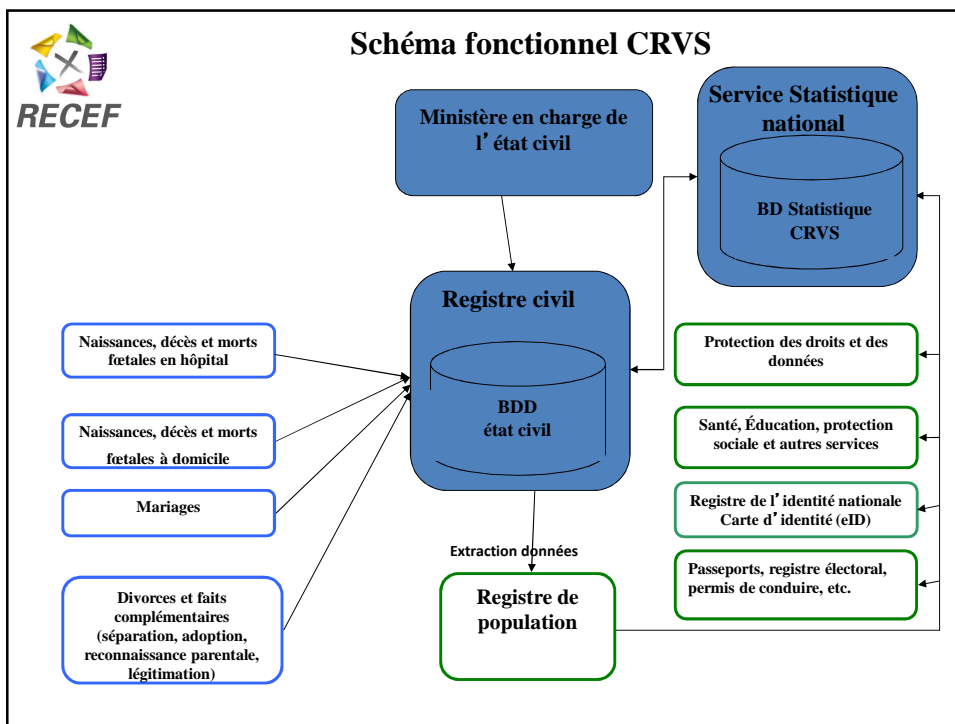 Schéma fonctionnel CRVS
RECEF
Ministère en charge de
l’état civil
Service Statistique
national
BD Statistique
CRVS
Registre civil
BDD
état civil
Naissances, décès et morts
fœtales en hôpital
Naissances, décès et morts
fœtales à domicile
Mariages
Divorces et faits
complémentaires
(séparation, adoption,
reconnaissance parentale,
légitimation)
Extraction données
Registre de
population
Protection des droits et des
données
Santé, Éducation, protection
sociale et autres services
Registre de l’identité nationale
Carte d’identité (eID)
Passeports, registre électoral,
permis de conduire, etc.